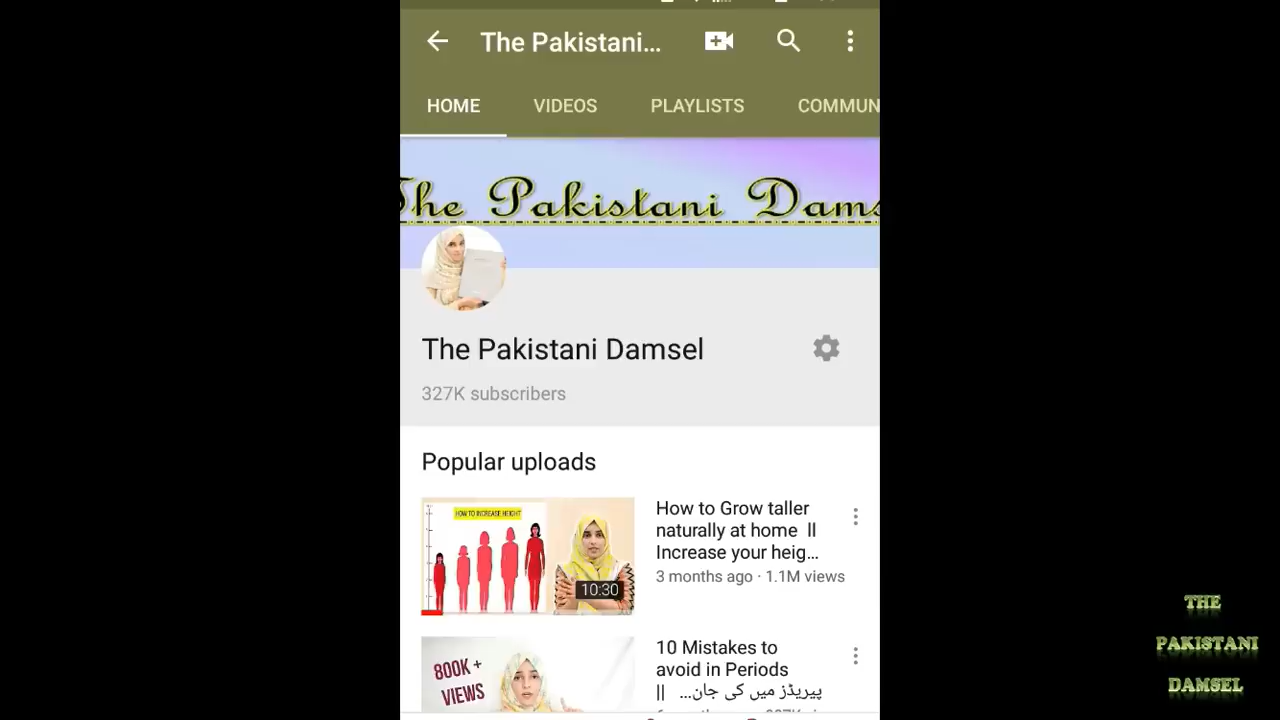 The Pakistani...
HOME VIDEOS PLAYLISTS COMMUN
The Pakistani Dams
The Pakistani Damsel
327K subscribers
Popular uploads
HOW TO INCREASE HEIGHT
10:30
How to Grow taller
naturally at home ll
Increase your heig...
3 months ago · 1.1M views
800K +
VIEWS
10 Mistakes to
avoid in Periods
|| پیریڈز میں کی جان...
THE
PAKISTANI
DAMSEL